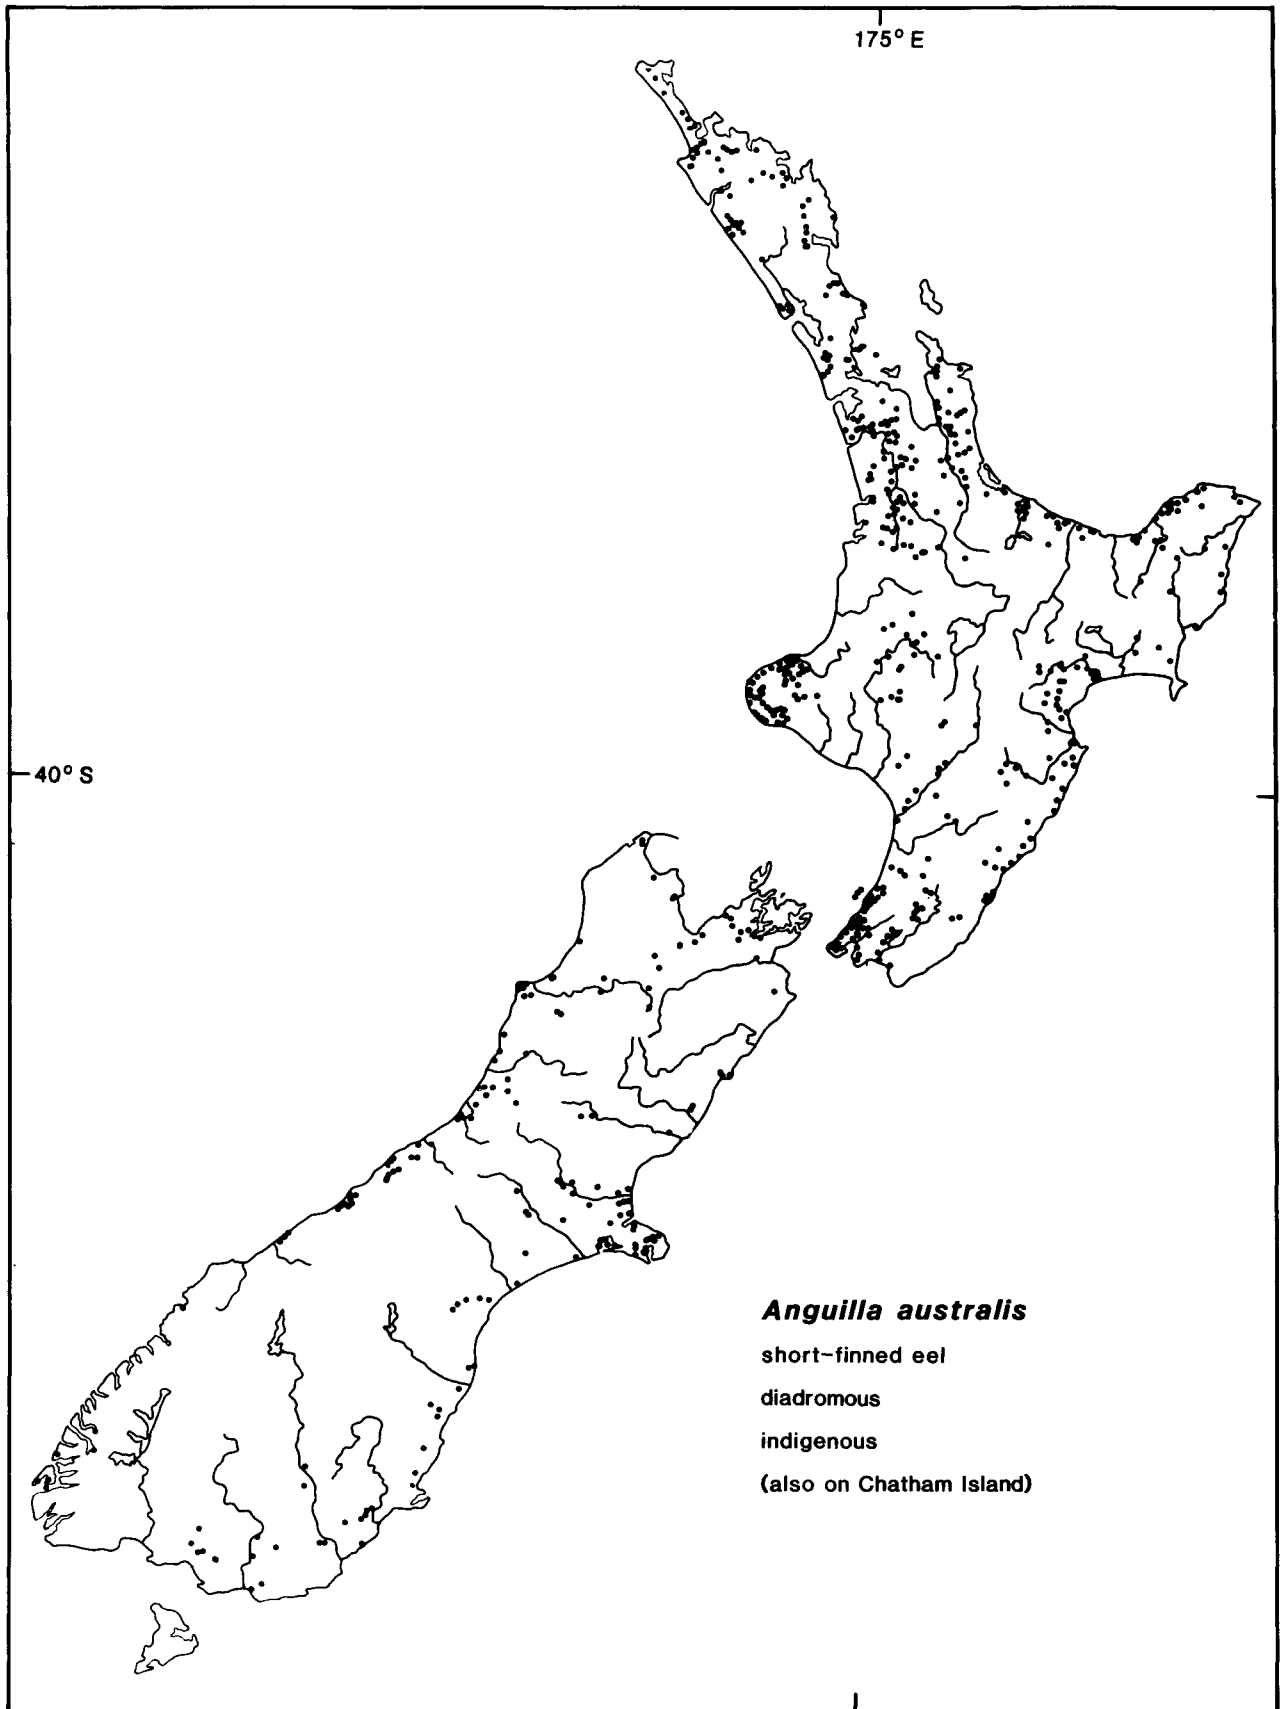 175° E
40° S
Anguilla australis
short-finned eel
diadromous
indigenous
(also on Chatham Island)